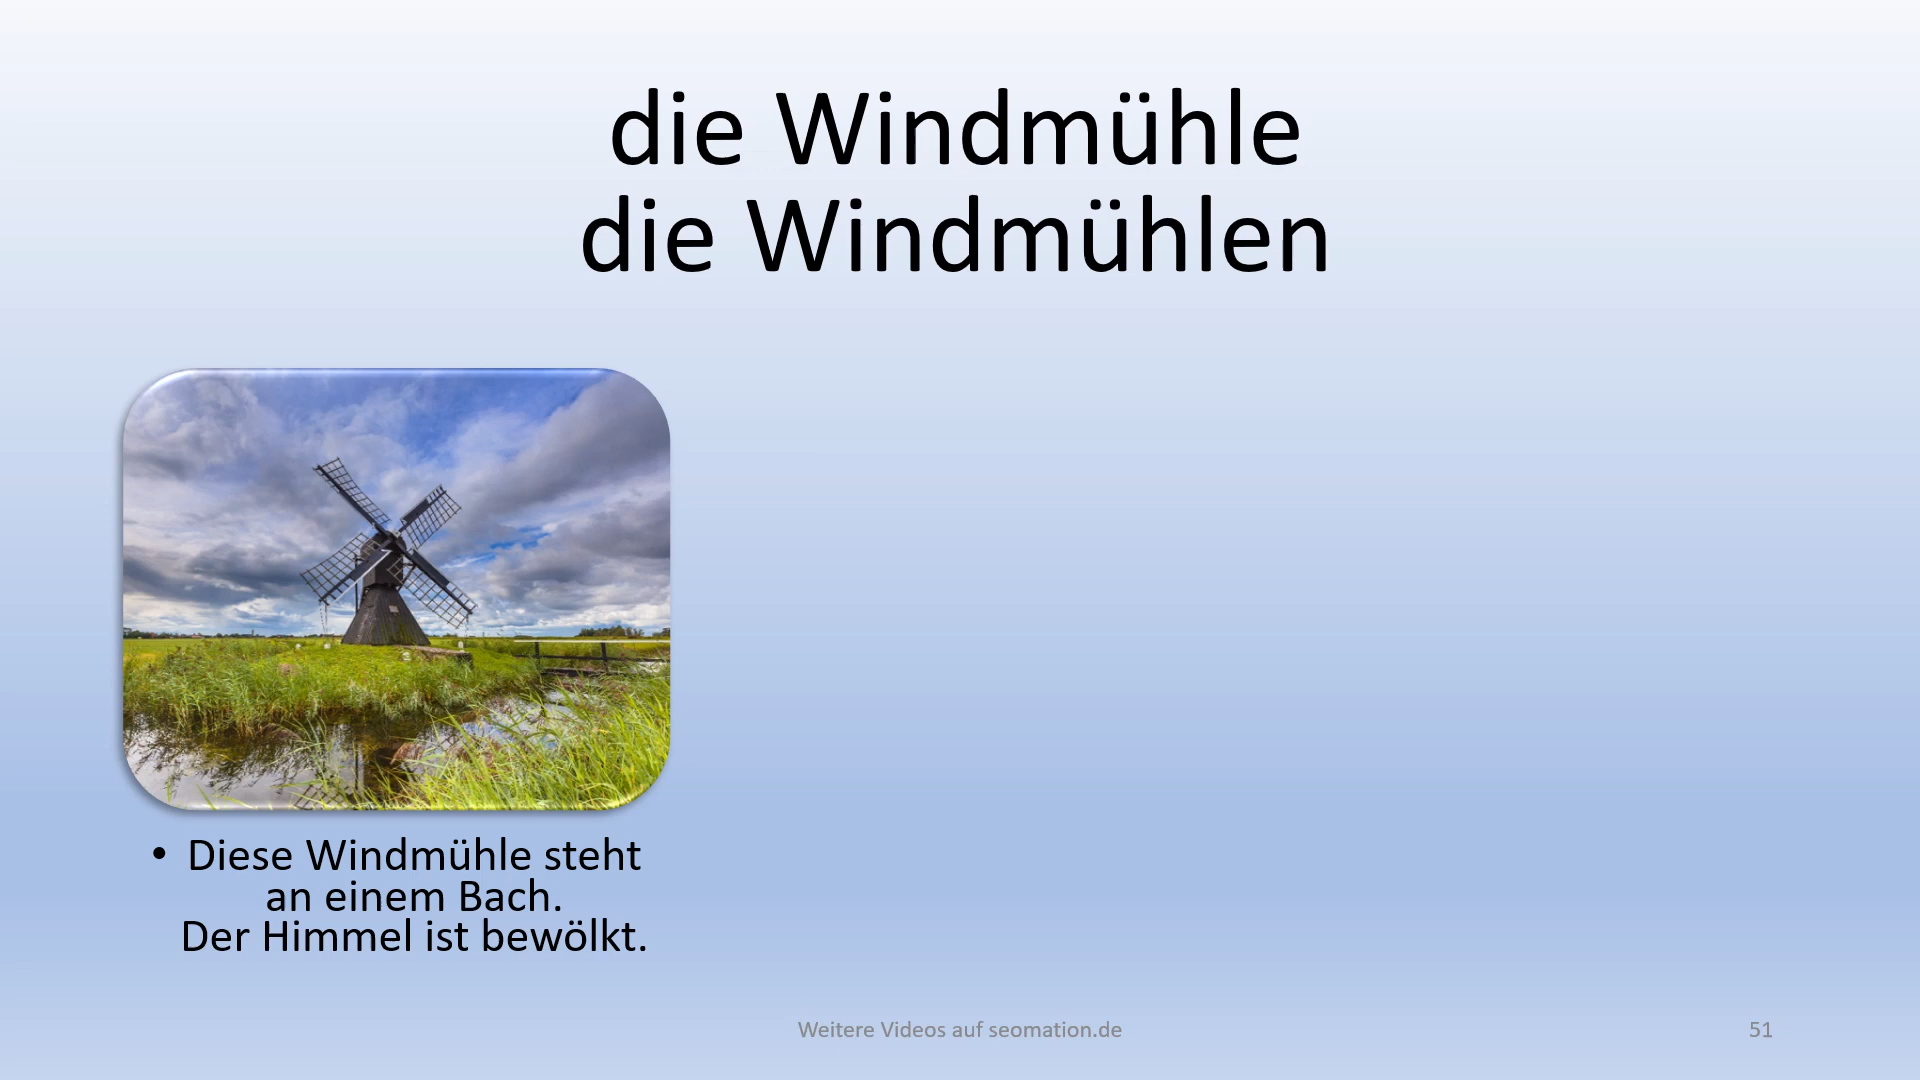 die Windmühle
die Windmühlen
• Diese Windmühle steht
an einem Bach.
Der Himmel ist bewölkt.
Weitere Videos auf seomation.de
51